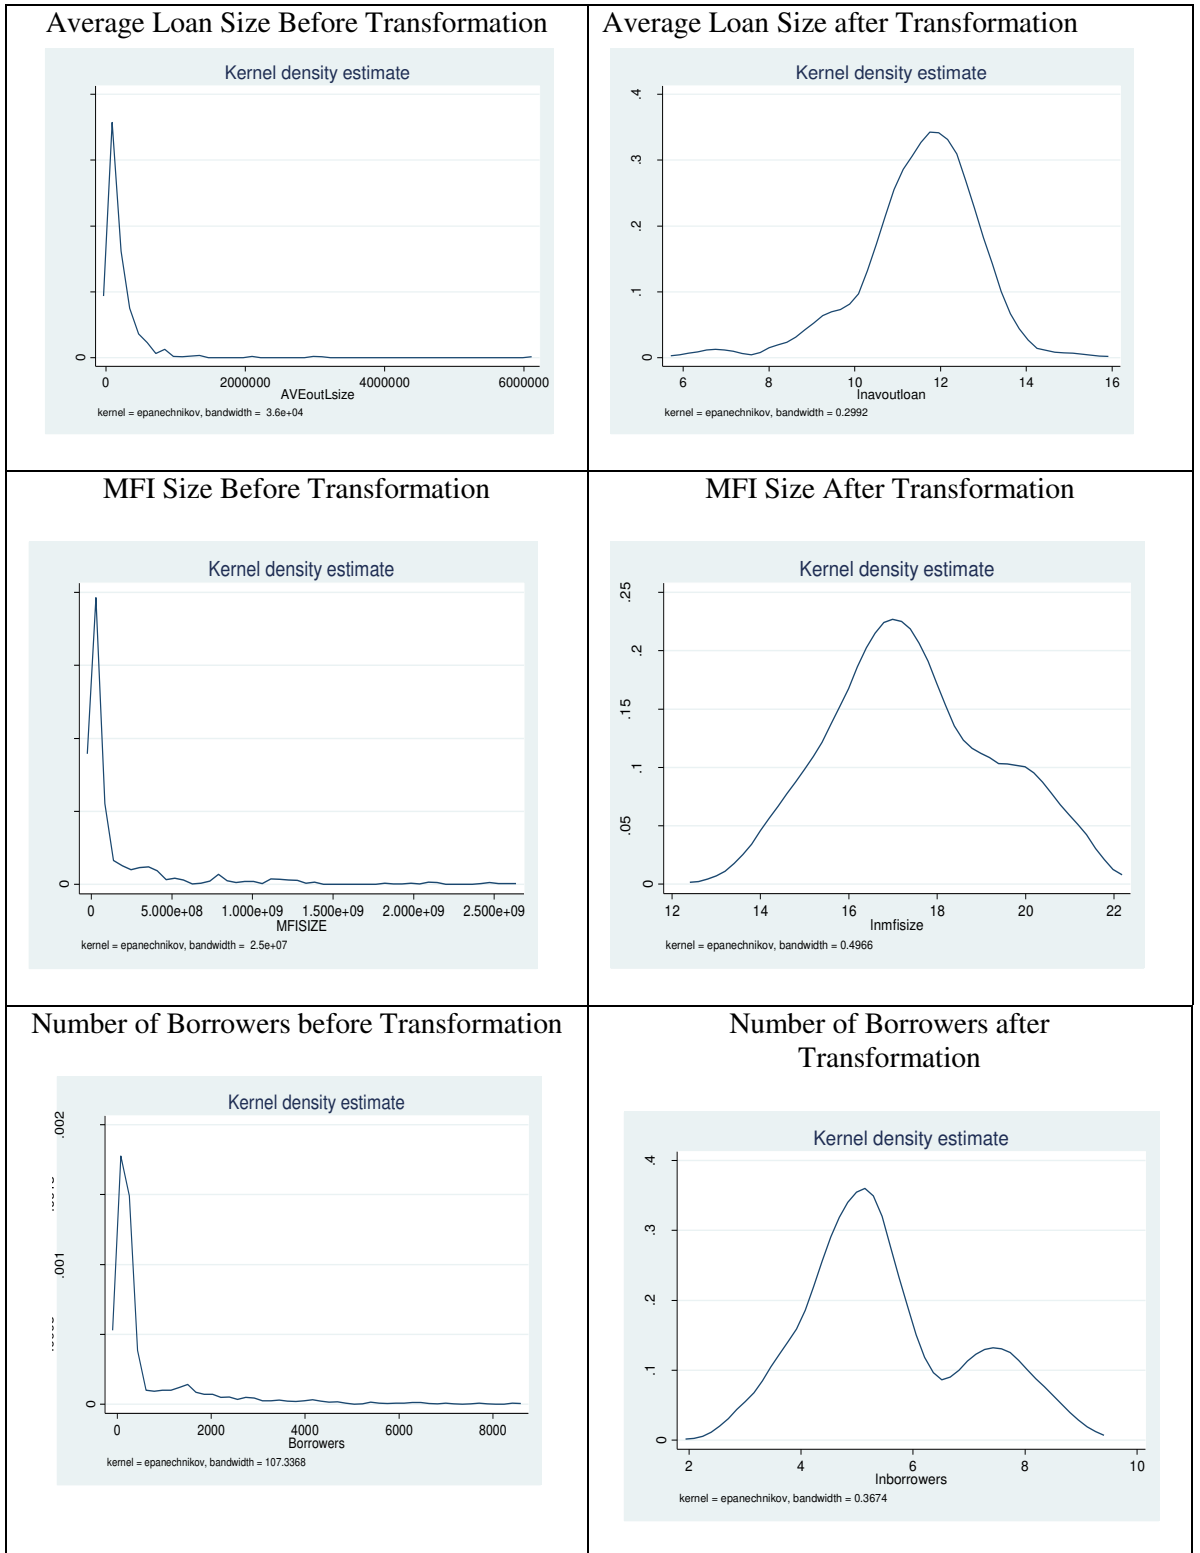 Average Loan Size Before Transformation
Kernel density estimate
0
0 2000000 4000000 6000000
AVEoutLsize
kernel = epanechnikov, bandwidth = 3.6e+04
Average Loan Size after Transformation
Kernel density estimate
.4
.3
.2
.1
0
6 8 10 12 14 16
lnavoutloan
kernel = epanechnikov, bandwidth = 0.2992
MFI Size Before Transformation
Kernel density estimate
0
0 5.000e+08 1.000e+09 1.500e+09 2.000e+09 2.500e+09
MFISIZE
kernel = epanechnikov, bandwidth = 2.5e+07
MFI Size After Transformation
Kernel density estimate
.25
.2
.15
.1
.05
0
12 14 16 18 20 22
lnmfisize
kernel = epanechnikov, bandwidth = 0.4966
Number of Borrowers before Transformation
Kernel density estimate
.002
.001
0
0 2000 4000 6000 8000
Borrowers
kernel = epanechnikov, bandwidth = 107.3368
Number of Borrowers after
Transformation
Kernel density estimate
.4
.3
.2
.1
0
2 4 6 8 10
lnborrowers
kernel = epanechnikov, bandwidth = 0.3674